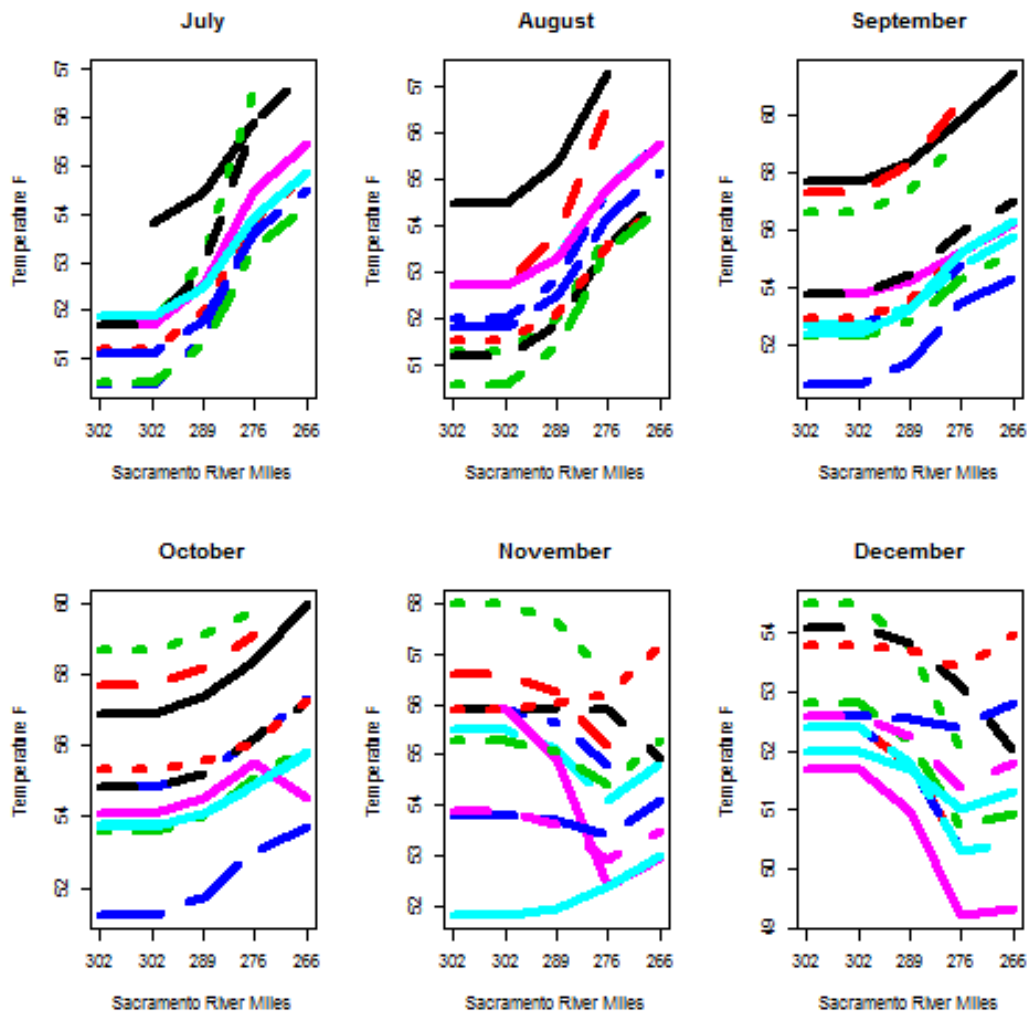 July
August
September
Temperature F
57
56
55
54
53
52
51
302 302 289 276 266
Sacramento River Miles
Temperature F
57
56
55
54
53
52
51
302 302 289 276 266
Sacramento River Miles
Temperature F
60
58
56
54
52
302 302 289 276 266
Sacramento River Miles
October
November
December
Temperature F
60
58
56
54
52
302 302 289 276 266
Sacramento River Miles
Temperature F
58
57
56
55
54
53
52
302 302 289 276 266
Sacramento River Miles
Temperature F
54
53
52
51
50
49
302 302 289 276 266
Sacramento River Miles